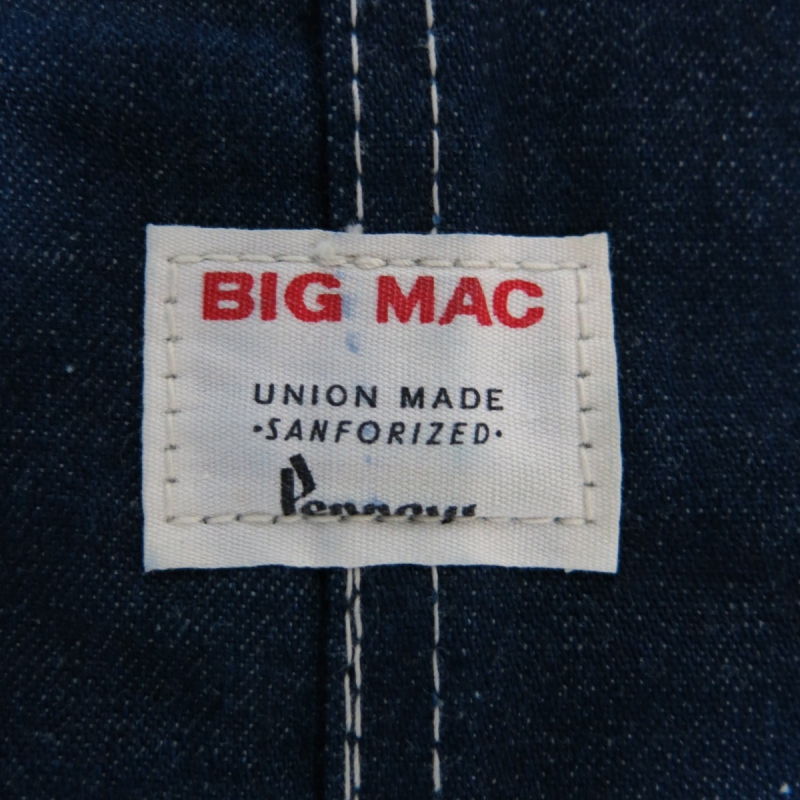 BIG MAC
UNION MADE
·SANFORIZED·
Penneys